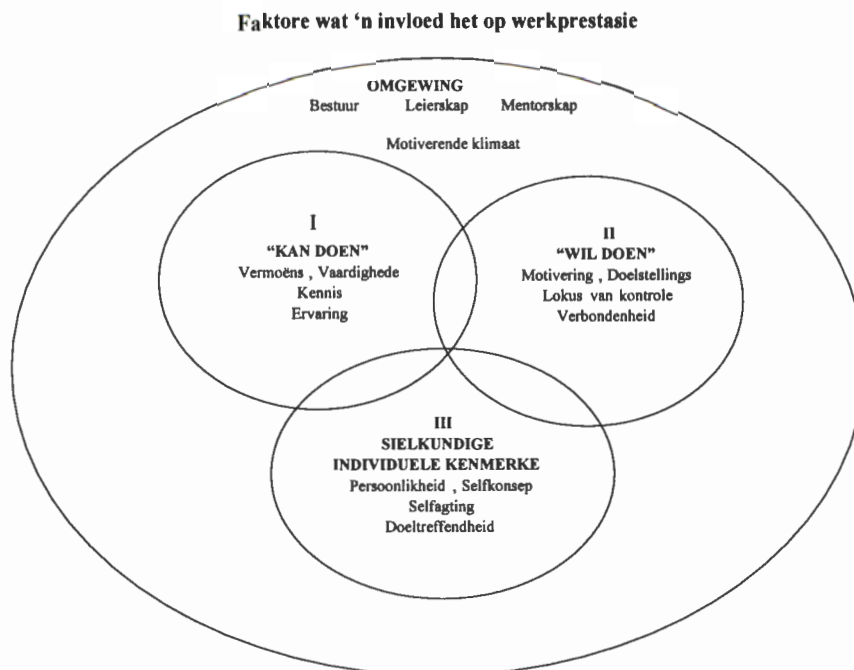 Faktore wat ‘n invloed het op werkprestasie
OMGEWING
Bestuur Leierskap Mentorskap
Motiverende klimaat
I
“KAN DOEN”
Vermoëns , Vaardighede
Kennis
Ervaring
II
“WIL DOEN”
Motivering , Doelstellings
Lokus van kontrole
Verbondenheid
III
SIELKUNDIGE
INDIVIDUELE KENMERKE
Persoonlikheid , Selfkonsep
Selfagting
Doeltreffendheid